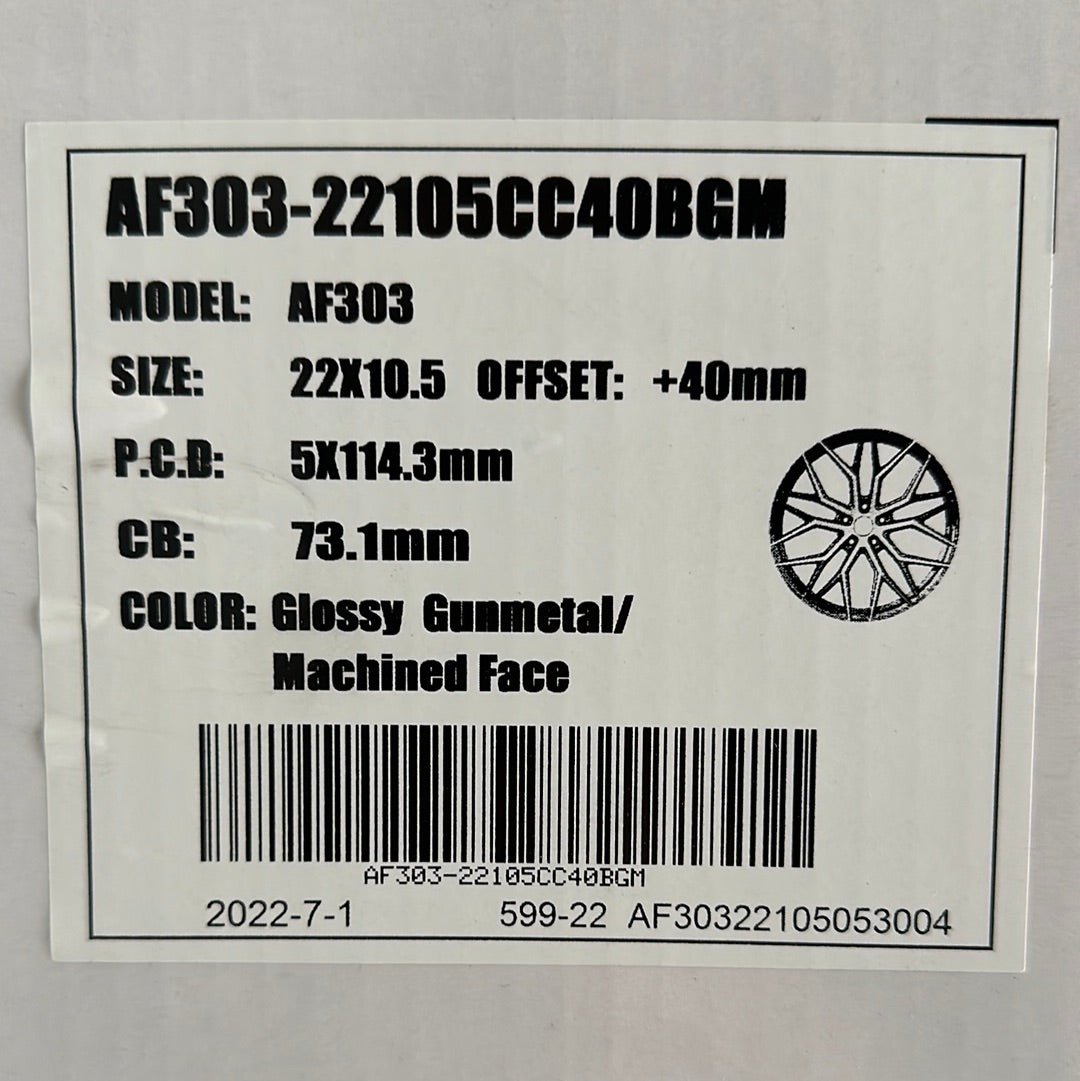 AF303-22105CC40BGM
MODEL: AF303
SIZE: 22X10.5 OFFSET: +40mm
P.C.D: 5X114.3mm
CB: 73.1mm
COLOR: Glossy Gunmetal/
Machined Face
AF303-22105CC40BGM
2022-7-1 599-22 AF30322105053004